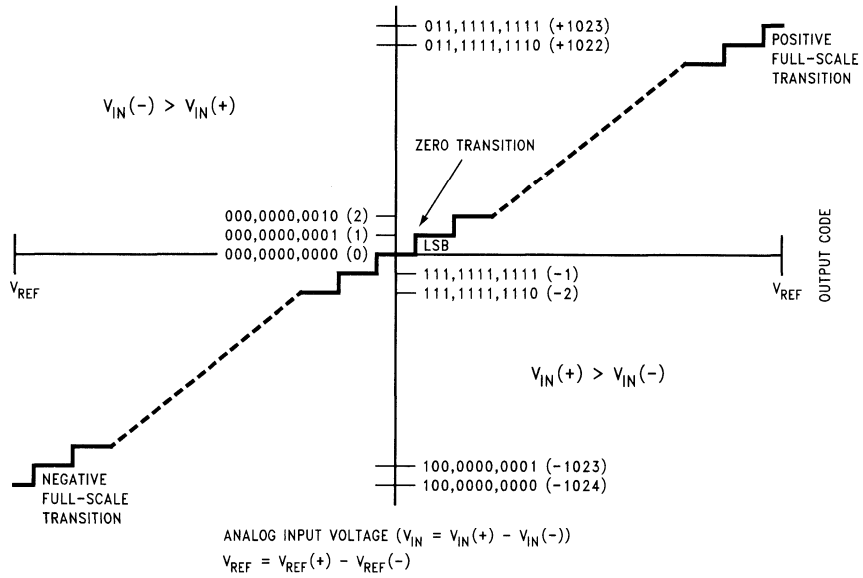 011,1111,1111 (+1023)
011,1111,1110 (+1022)
POSITIVE
FULL-SCALE
TRANSITION
V_IN(-) > V_IN(+)
ZERO TRANSITION
000,0000,0010 (2)
000,0000,0001 (1)
LSB
000,0000,0000 (0)
111,1111,1111 (-1)
111,1111,1110 (-2)
V_REF
V_REF
OUTPUT CODE
V_IN(+) > V_IN(-)
100,0000,0001 (-1023)
100,0000,0000 (-1024)
NEGATIVE
FULL-SCALE
TRANSITION
ANALOG INPUT VOLTAGE (V_IN = V_IN(+) - V_IN(-))
V_REF = V_REF(+) - V_REF(-)